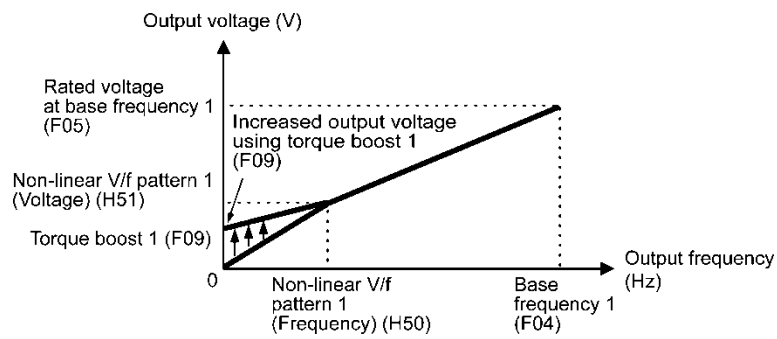 Output voltage (V)
Rated voltage
at base frequency 1
(F05)
Increased output voltage
using torque boost 1
(F09)
Non-linear V/f pattern 1
(Voltage) (H51)
Torque boost 1 (F09)
0
Output frequency
(Hz)
Non-linear V/f
pattern 1
(Frequency) (H50)
Base
frequency 1
(F04)